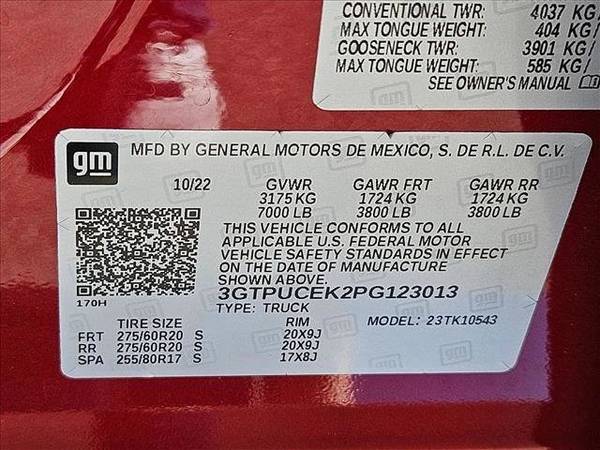 CONVENTIONAL TWR: 4037 KG/
MAX TONGUE WEIGHT: 404 KG/
GOOSENECK TWR: 3901 KG/
MAX TONGUE WEIGHT: 585 KG/
SEE OWNER'S MANUAL
gm MFD BY GENERAL MOTORS DE MEXICO, S. DE R.L. DE C.V.
10/22 GVWR GAWR FRT GAWR RR
3175 KG 1724 KG 1724 KG
7000 LB 3800 LB 3800 LB
THIS VEHICLE CONFORMS TO ALL
APPLICABLE U.S. FEDERAL MOTOR
VEHICLE SAFETY STANDARDS IN EFFECT
ON THE DATE OF MANUFACTURE
SHOWN ABOVE.
3GTPUCEK2PG123013
170H TYPE: TRUCK
TIRE SIZE RIM MODEL: 23TK10543
FRT 275/60R20 S 20X9J
RR 275/60R20 S 20X9J
SPA 255/80R17 S 17X8J